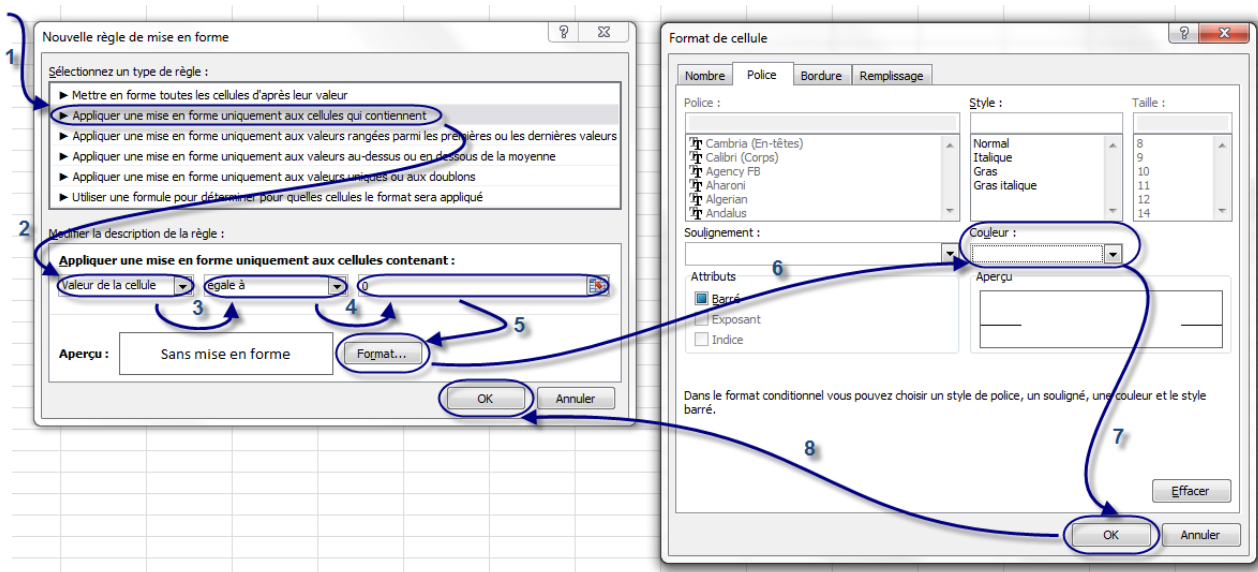 Nouvelle règle de mise en forme
1
Sélectionnez un type de règle :
► Mettre en forme toutes les cellules d'après leur valeur
► Appliquer une mise en forme uniquement aux cellules qui contiennent
► Appliquer une mise en forme uniquement aux valeurs rangées parmi les premières ou les dernières valeurs
► Appliquer une mise en forme uniquement aux valeurs au-dessus ou en dessous de la moyenne
► Appliquer une mise en forme uniquement aux valeurs uniques ou aux doublons
► Utiliser une formule pour déterminer pour quelles cellules le format sera appliqué
2
Modifier la description de la règle :
Appliquer une mise en forme uniquement aux cellules contenant :
Valeur de la cellule égale à 0
3 4 5
Aperçu : Sans mise en forme Format...
OK Annuler
Format de cellule
Nombre Police Bordure Remplissage
Police : Style : Taille :
Cambria (En-têtes) Normal 8
Calibri (Corps) Italique 9
Agency FB Gras 10
Aharoni Gras italique 11
Algerian 12
Andalus 14
Soulignement : Couleur :
6
Attributs Aperçu
Barré
Exposant
Indice
Dans le format conditionnel vous pouvez choisir un style de police, un souligné, une couleur et le style
barré.
7
8
Effacer
OK Annuler